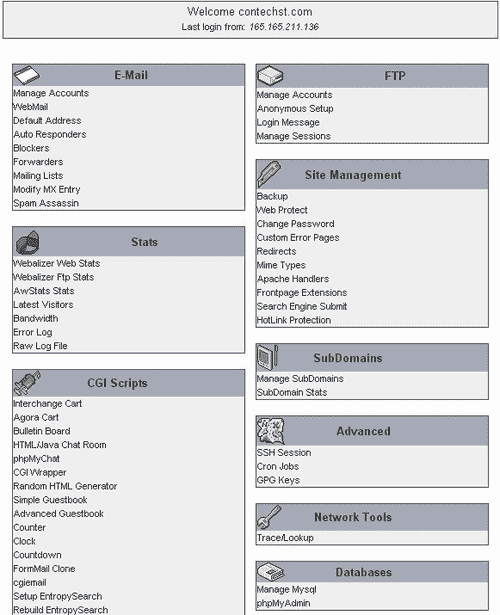 Welcome contechst.com
Last login from: 165.165.211.136
E-Mail
Manage Accounts
WebMail
Default Address
Auto Responders
Blockers
Forwarders
Mailing Lists
Modify MX Entry
Spam Assassin
Stats
Webalizer Web Stats
Webalizer Ftp Stats
AwStats Stats
Latest Visitors
Bandwidth
Error Log
Raw Log File
CGI Scripts
Interchange Cart
Agora Cart
Bulletin Board
HTML/Java Chat Room
phpMyChat
CGI Wrapper
Random HTML Generator
Simple Guestbook
Advanced Guestbook
Counter
Clock
Countdown
FormMail Clone
cgiemail
Setup EntropySearch
Rebuild EntropySearch
FTP
Manage Accounts
Anonymous Setup
Login Message
Manage Sessions
Site Management
Backup
Web Protect
Change Password
Custom Error Pages
Redirects
Mime Types
Apache Handlers
Frontpage Extensions
Search Engine Submit
HotLink Protection
SubDomains
Manage SubDomains
SubDomain Stats
Advanced
SSH Session
Cron Jobs
GPG Keys
Network Tools
Trace/Lookup
Databases
Manage Mysql
phpMyAdmin